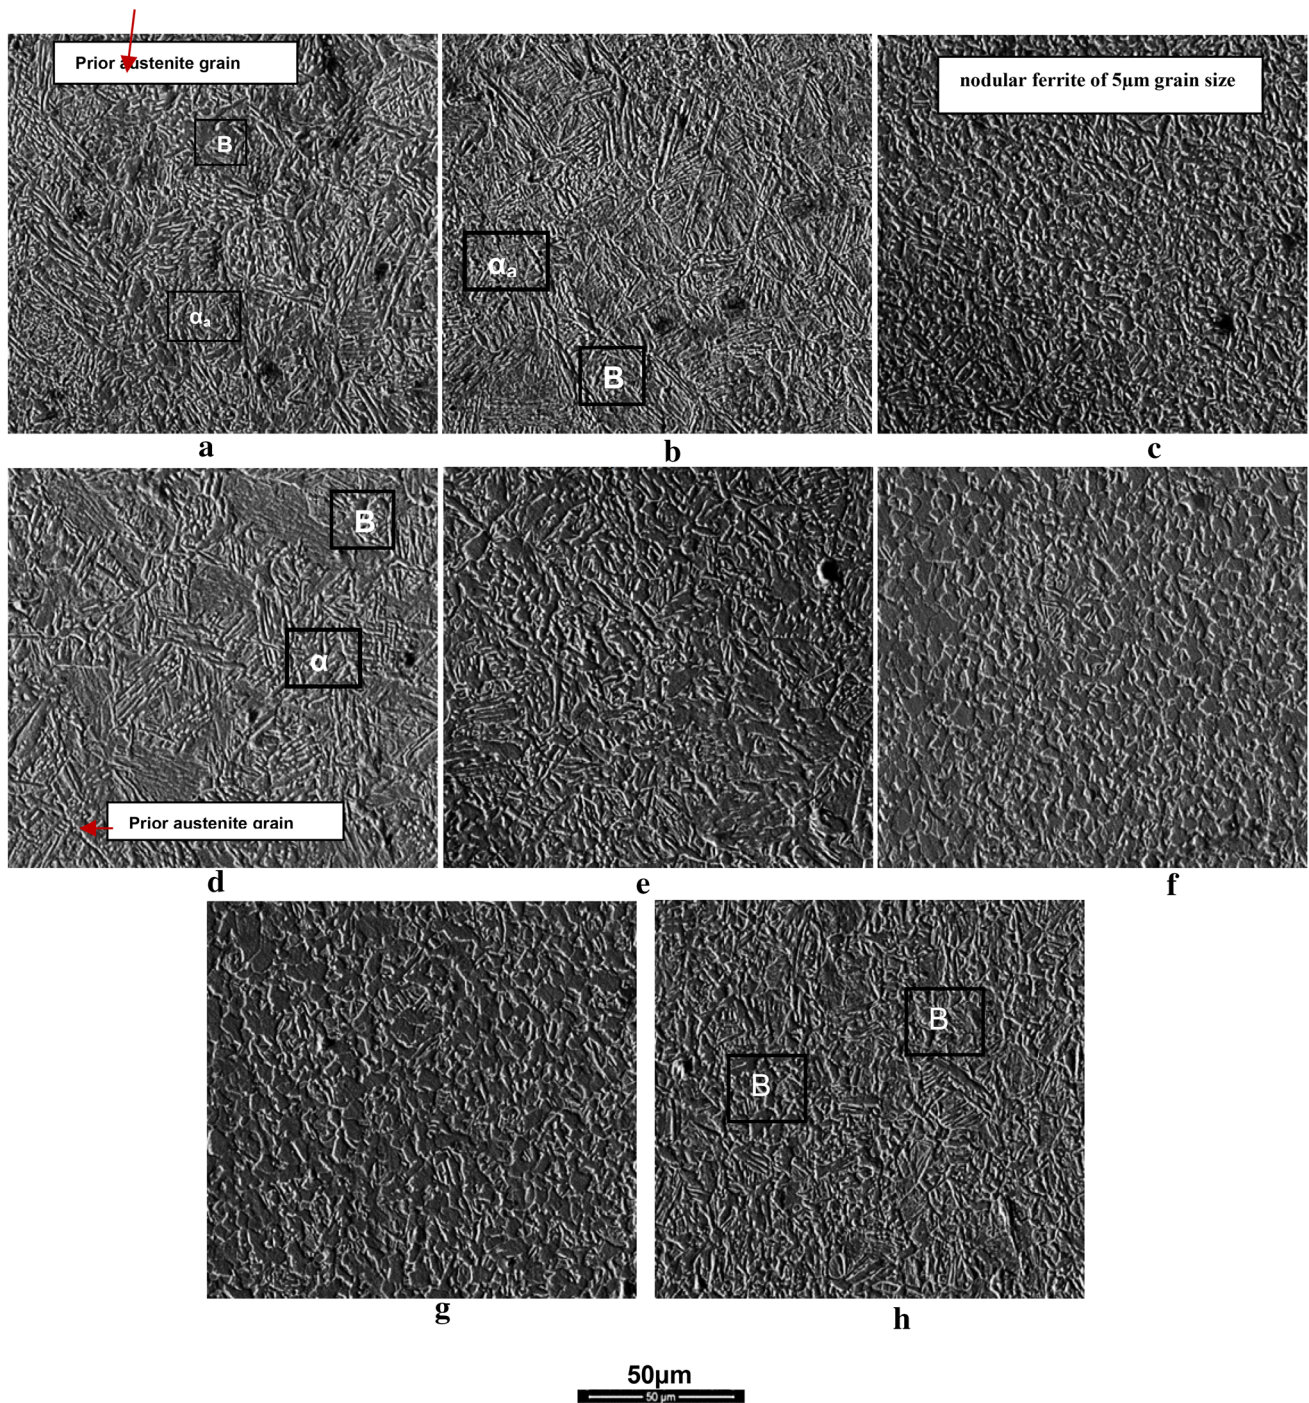 Prior austenite grain
B
αₐ
αₐ
B
nodular ferrite of 5µm grain size
a
b
c
B
α
Prior austenite grain
d
e
f
B
B
g
h
50µm
50 µm